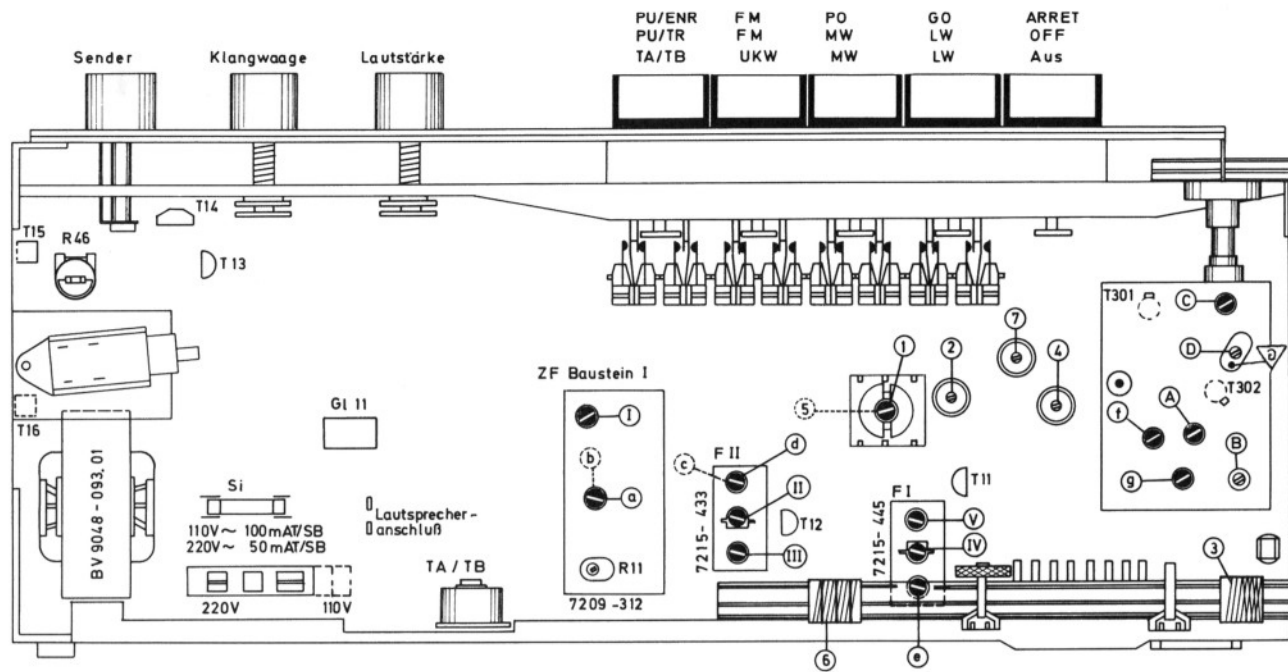 PU/ENR FM PO GO ARRET
PU/TR FM MW LW OFF
TA/TB UKW MW LW Aus
Sender Klangwaage Lautstärke
T14
T15
R46
T13
T301
C
7
D
1 2 4
ZF Baustein I
T302
5
Gl 11
I
A
T16
f
b
F II
d
B
c
g
a
II
T11
F I
Si
BV 9048-093,01
7215-433
7215-445
V
T12
110V~ 100mAT/SB
220V~ 50mAT/SB
Lautsprecher-
anschluß
IV
III
3
TA / TB
R11
220V 110V
7209-312
6 e